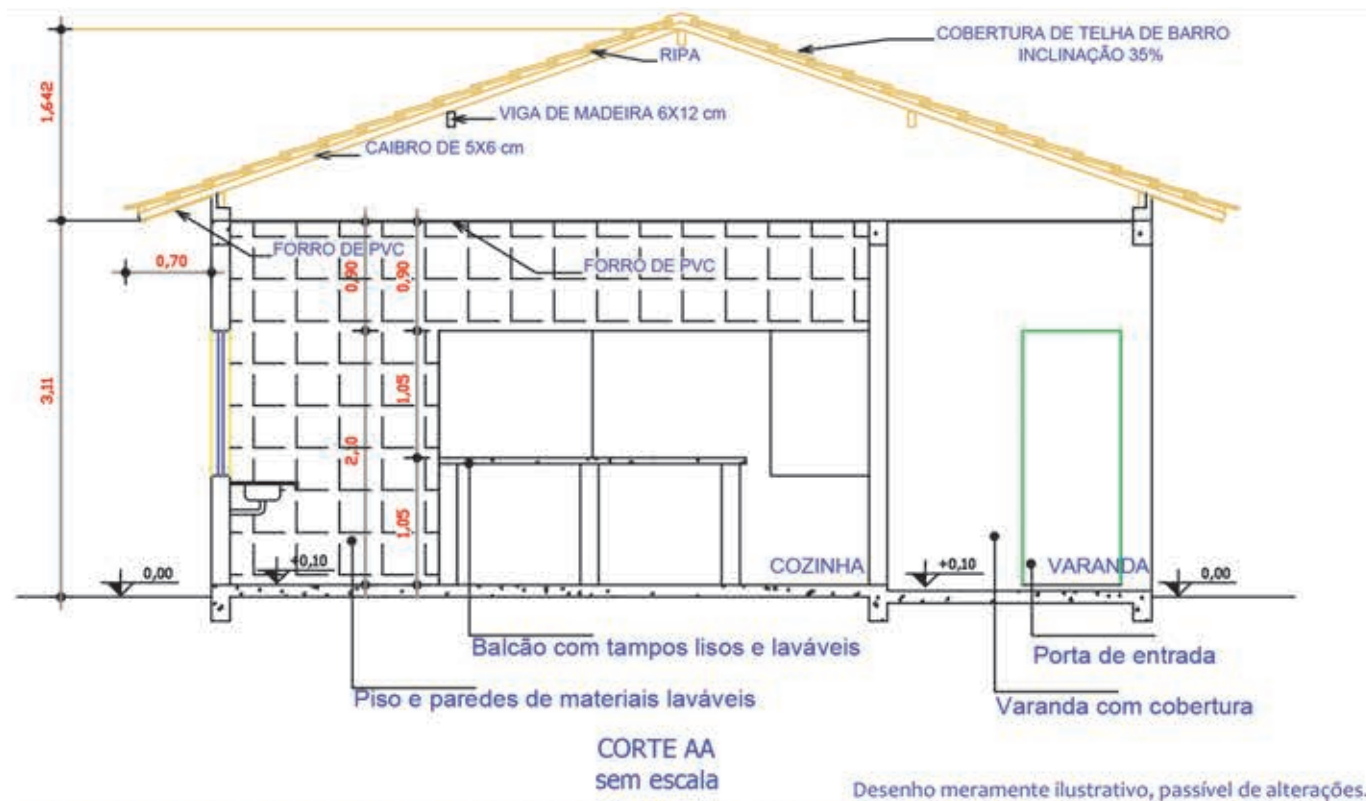 COBERTURA DE TELHA DE BARRO
INCLINAÇÃO 35%
RIPA
1,642
VIGA DE MADEIRA 6X12 cm
CAIBRO DE 5X6 cm
FORRO DE PVC
FORRO DE PVC
0,70
0,90
0,90
3,11
1,05
2,10
1,05
0,00
+0,10
COZINHA
+0,10
VARANDA
0,00
Balcão com tampos lisos e laváveis
Porta de entrada
Piso e paredes de materiais laváveis
Varanda com cobertura
CORTE AA
sem escala
Desenho meramente ilustrativo, passível de alterações.